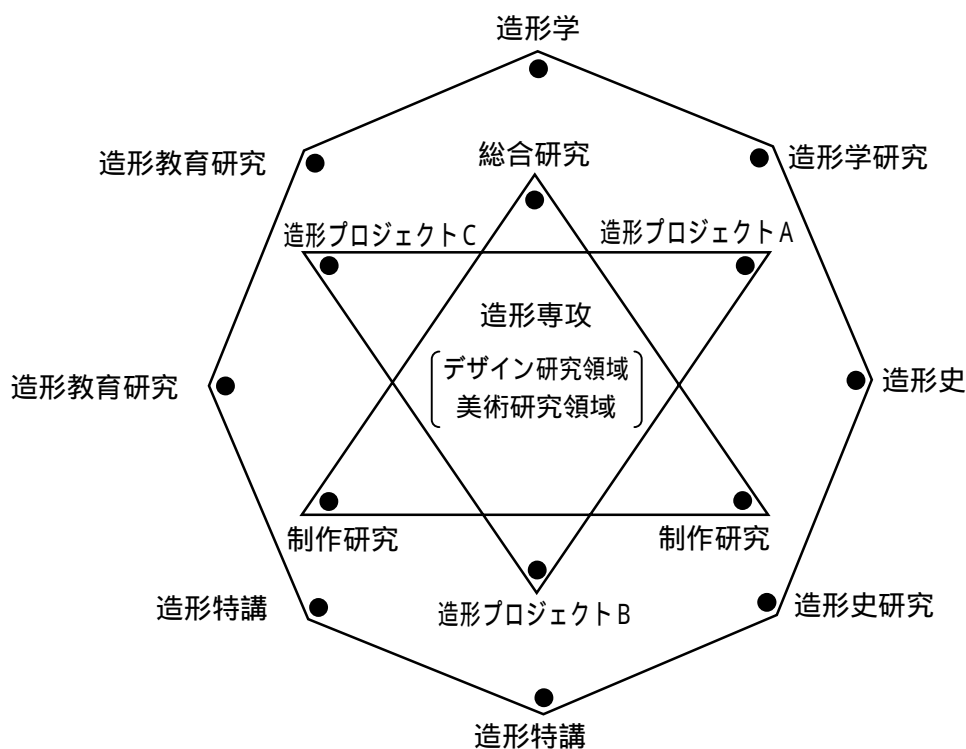 造形学
造形教育研究
総合研究
造形学研究
造形プロジェクトC
造形プロジェクトA
造形専攻
デザイン研究領域
美術研究領域
造形教育研究
造形史
制作研究
制作研究
造形特講
造形プロジェクトB
造形史研究
造形特講